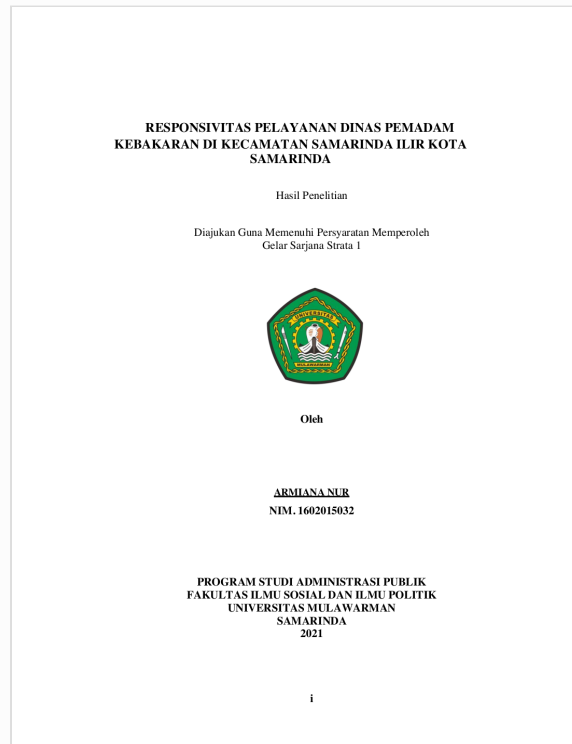 RESPONSIVITAS PELAYANAN DINAS PEMADAM
KEBAKARAN DI KECAMATAN SAMARINDA ILIR KOTA
SAMARINDA
Hasil Penelitian
Diajukan Guna Memenuhi Persyaratan Memperoleh
Gelar Sarjana Strata 1
UNIVERSITAS
MULAWARMAN
Oleh
ARMIANA NUR
NIM. 1602015032
PROGRAM STUDI ADMINISTRASI PUBLIK
FAKULTAS ILMU SOSIAL DAN ILMU POLITIK
UNIVERSITAS MULAWARMAN
SAMARINDA
2021
i